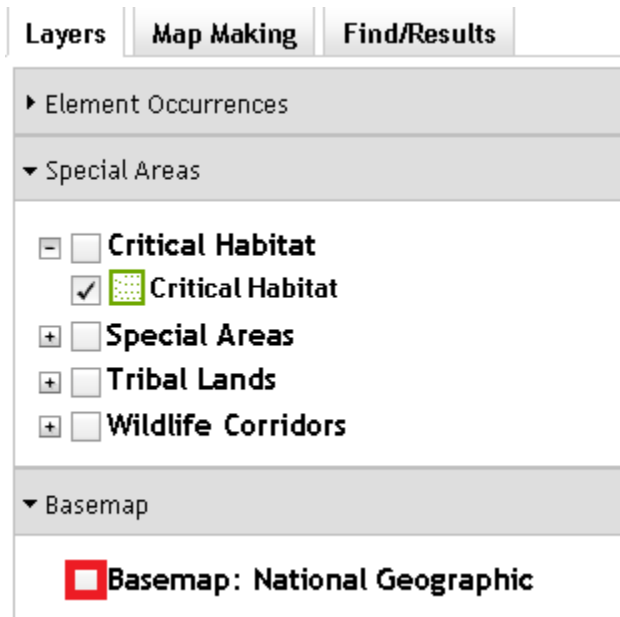 Layers Map Making Find/Results
Element Occurrences
Special Areas
Critical Habitat
Critical Habitat
Special Areas
Tribal Lands
Wildlife Corridors
Basemap
Basemap: National Geographic